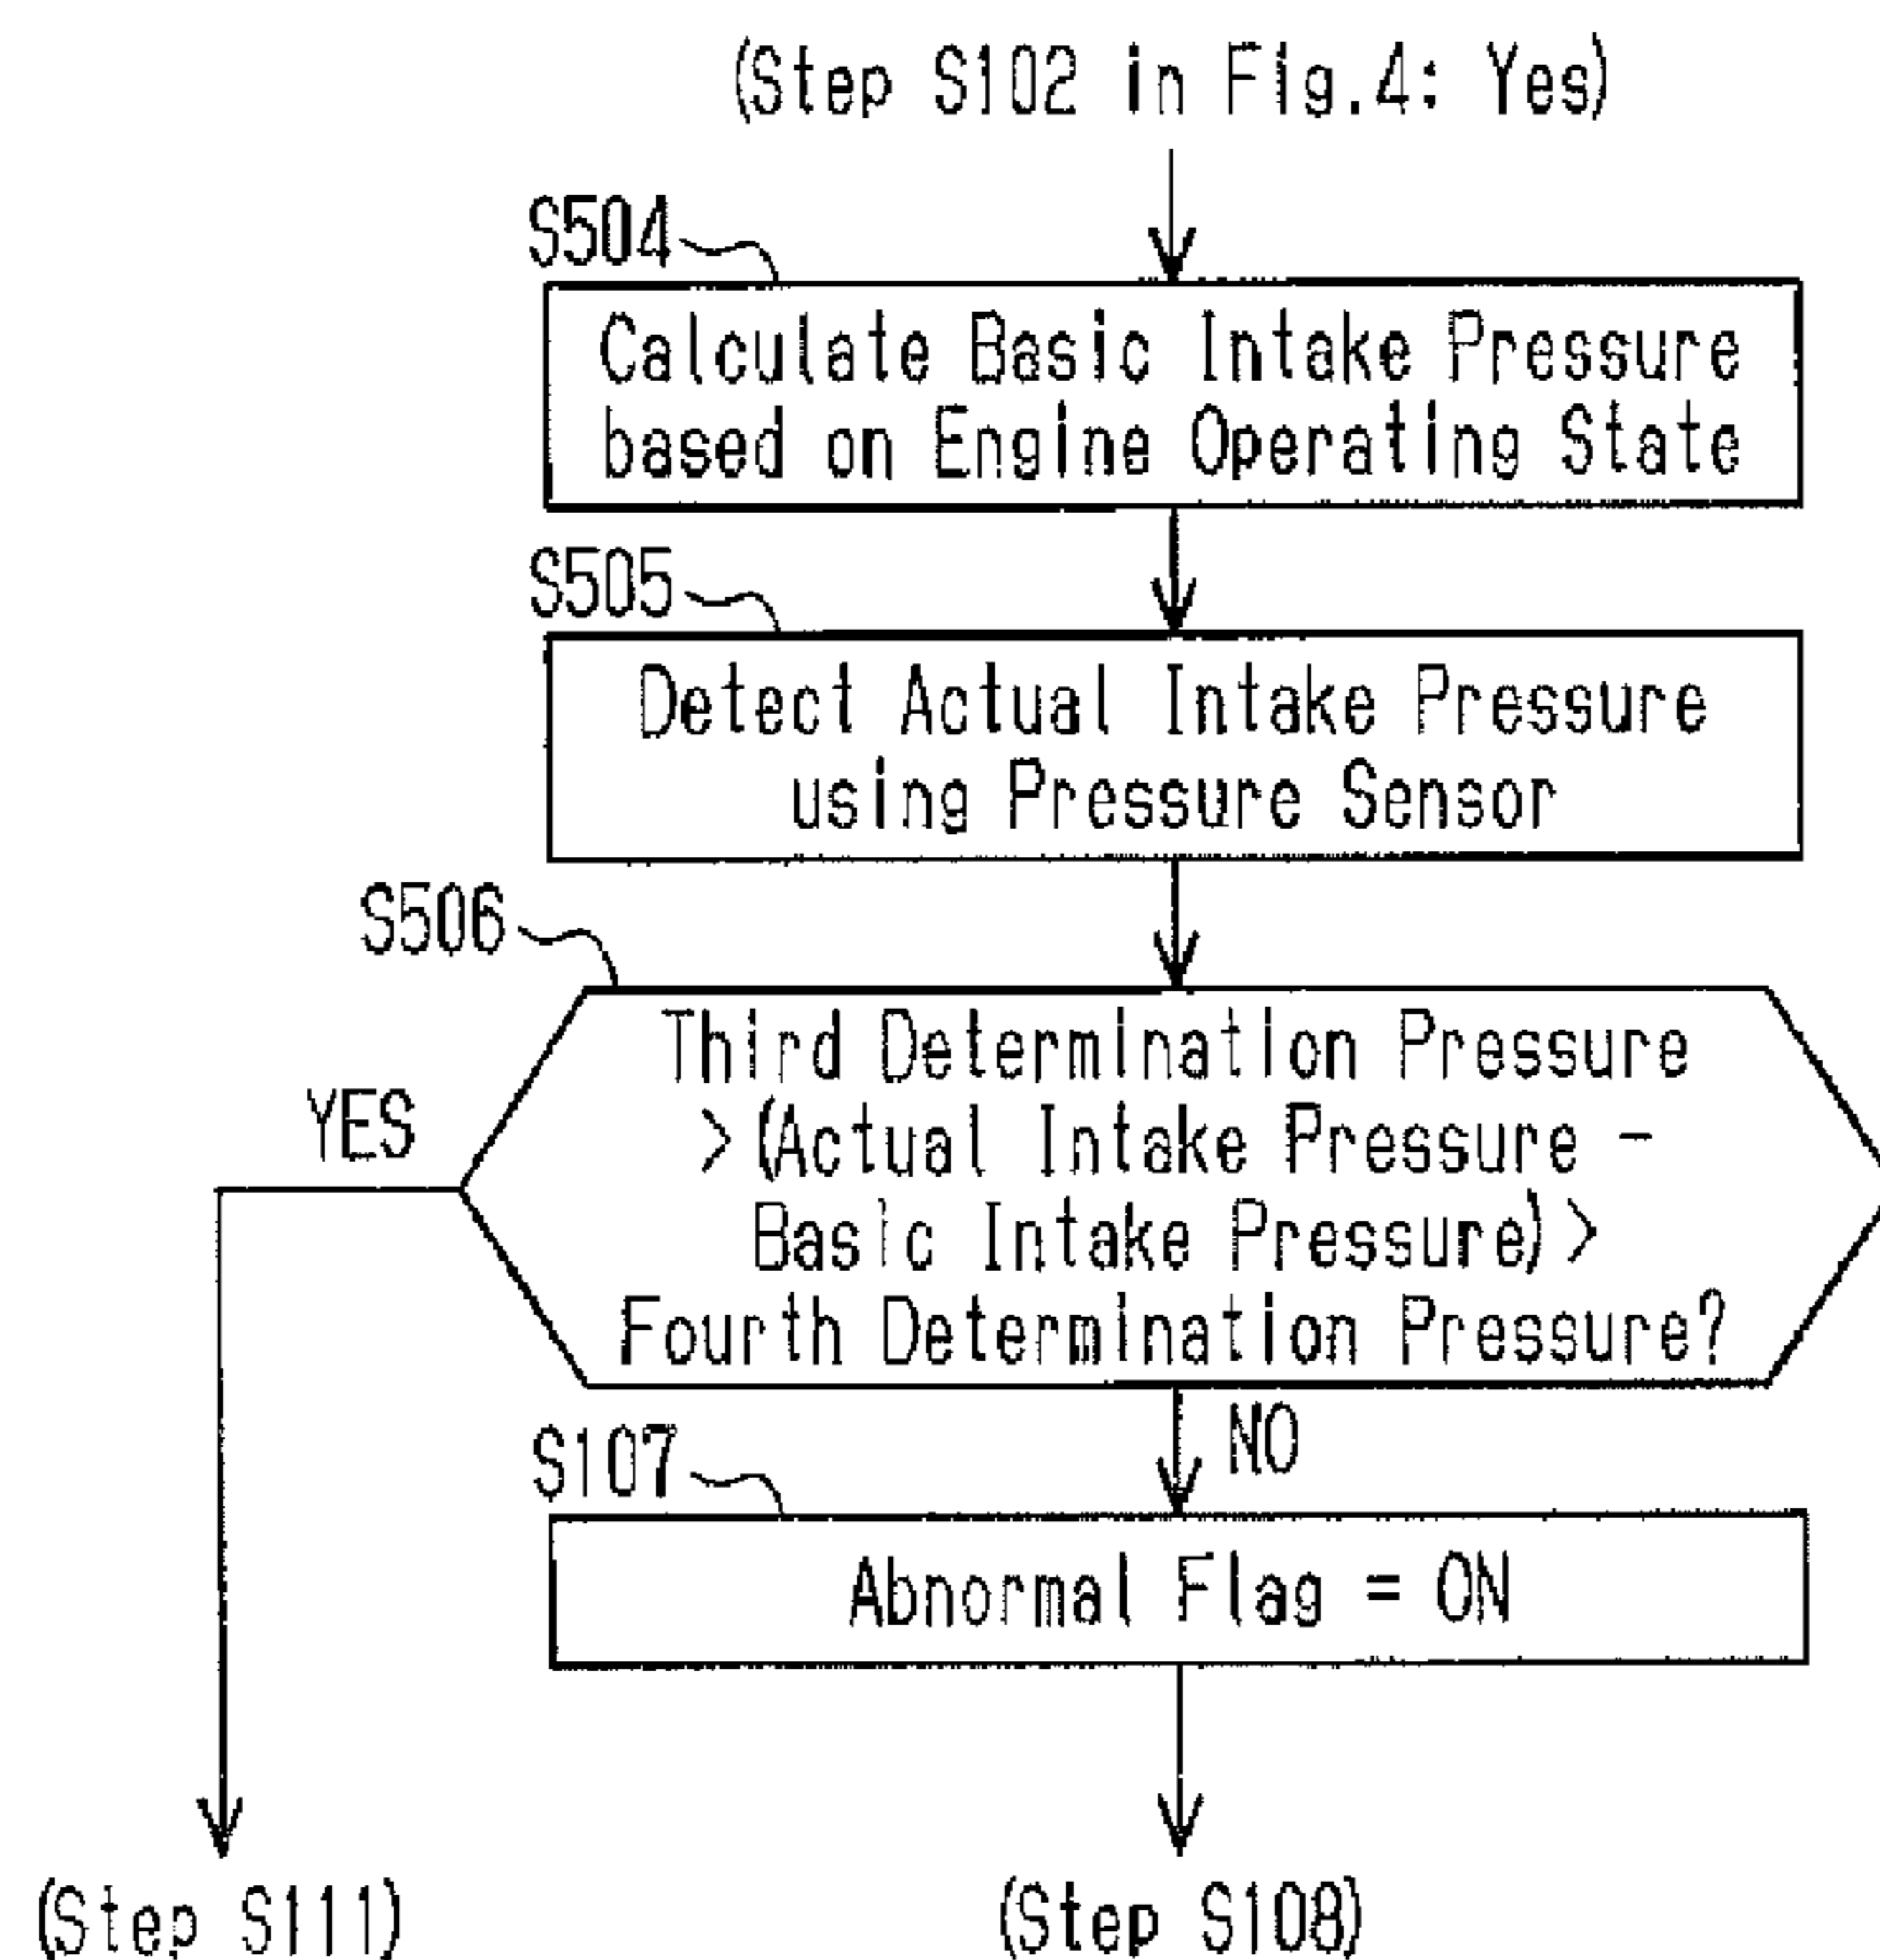 (Step S102 in Fig.4: Yes)
S504
Calculate Basic Intake Pressure
based on Engine Operating State
S505
Detect Actual Intake Pressure
using Pressure Sensor
S506
Third Determination Pressure
>(Actual Intake Pressure -
Basic Intake Pressure)>
Fourth Determination Pressure?
YES
NO
S107
Abnormal Flag = ON
(Step S111)
(Step S108)